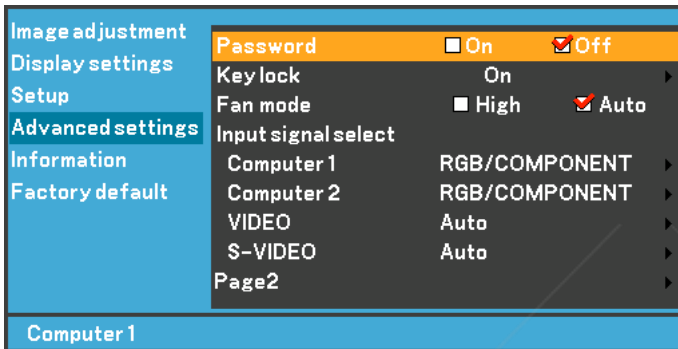 Image adjustment
Display settings
Setup
Advanced settings
Information
Factory default
Password On Off
Key lock On
Fan mode High Auto
Input signal select
Computer 1 RGB/COMPONENT
Computer 2 RGB/COMPONENT
VIDEO Auto
S-VIDEO Auto
Page2
Computer 1